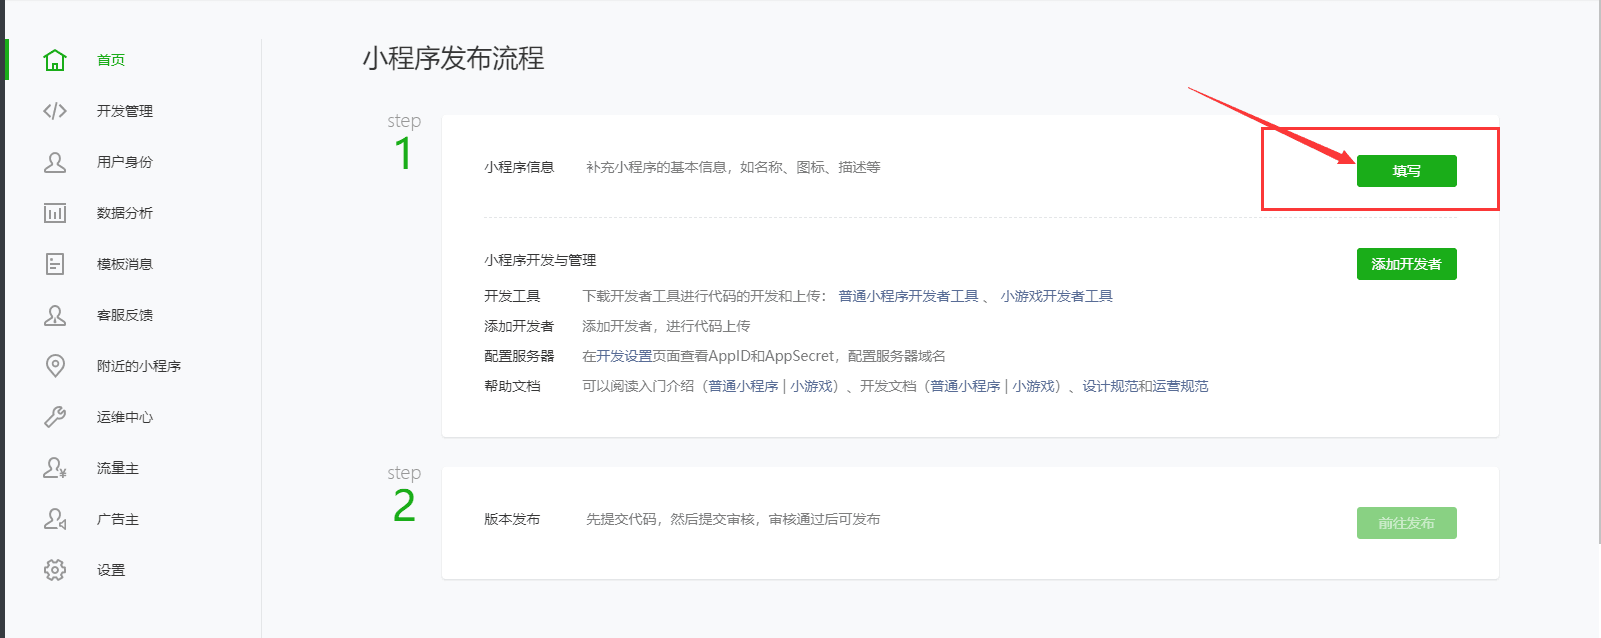 首页
开发管理
用户身份
数据分析
模板消息
客服反馈
附近的小程序
运维中心
流量主
广告主
设置
小程序发布流程
step
1
小程序信息 补充小程序的基本信息，如名称、图标、描述等 填写
小程序开发与管理 添加开发者
开发工具 下载开发者工具进行代码的开发和上传： 普通小程序开发者工具 、 小游戏开发者工具
添加开发者 添加开发者，进行代码上传
配置服务器 在开发设置页面查看AppID和AppSecret，配置服务器域名
帮助文档 可以阅读入门介绍（普通小程序 | 小游戏）、开发文档（普通小程序 | 小游戏）、设计规范和运营规范
step
2
版本发布 先提交代码，然后提交审核，审核通过后可发布 前往发布